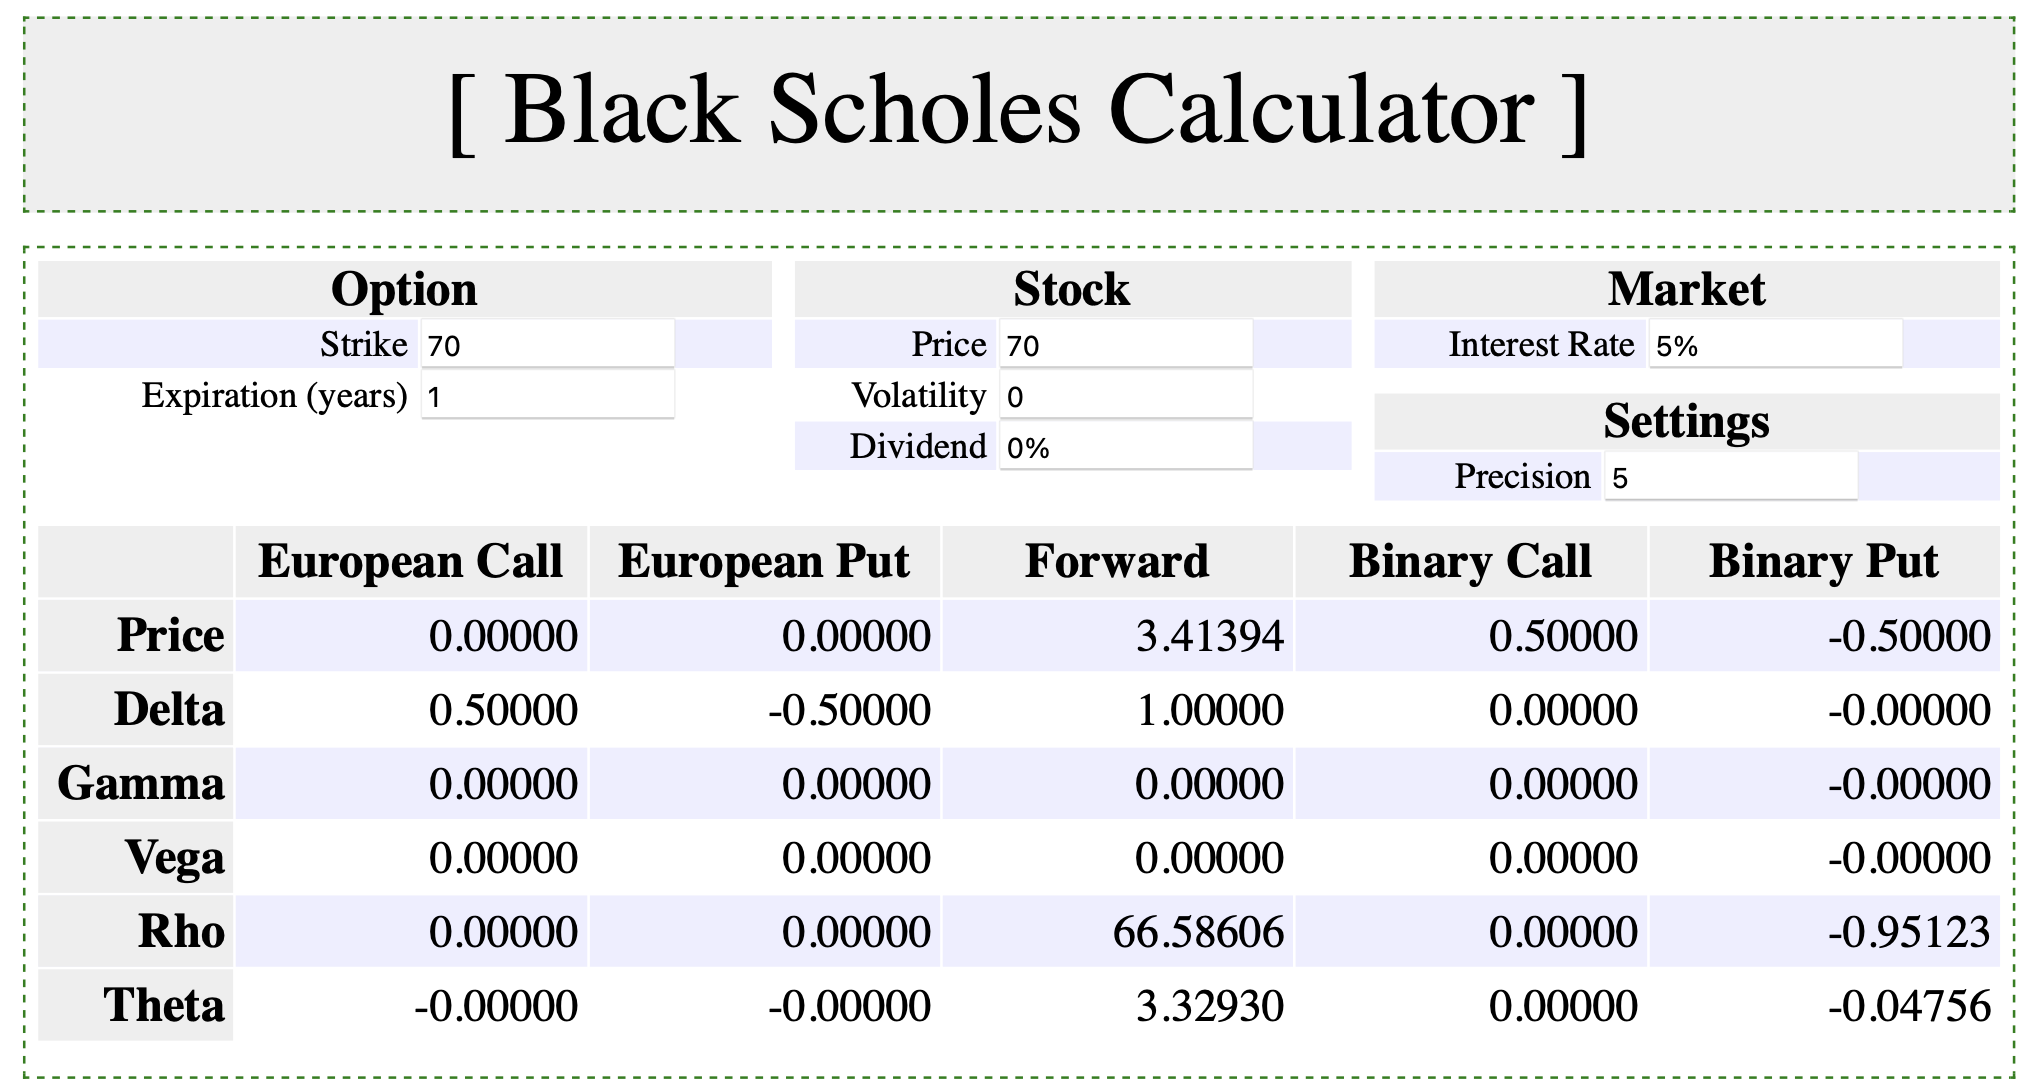 [ Black Scholes Calculator ]
Option
Strike 70
Expiration (years) 1
Stock
Price 70
Volatility 0
Dividend 0%
Market
Interest Rate 5%
Settings
Precision 5
European Call European Put Forward Binary Call Binary Put
Price 0.00000 0.00000 3.41394 0.50000 -0.50000
Delta 0.50000 -0.50000 1.00000 0.00000 -0.00000
Gamma 0.00000 0.00000 0.00000 0.00000 -0.00000
Vega 0.00000 0.00000 0.00000 0.00000 -0.00000
Rho 0.00000 0.00000 66.58606 0.00000 -0.95123
Theta -0.00000 -0.00000 3.32930 0.00000 -0.04756